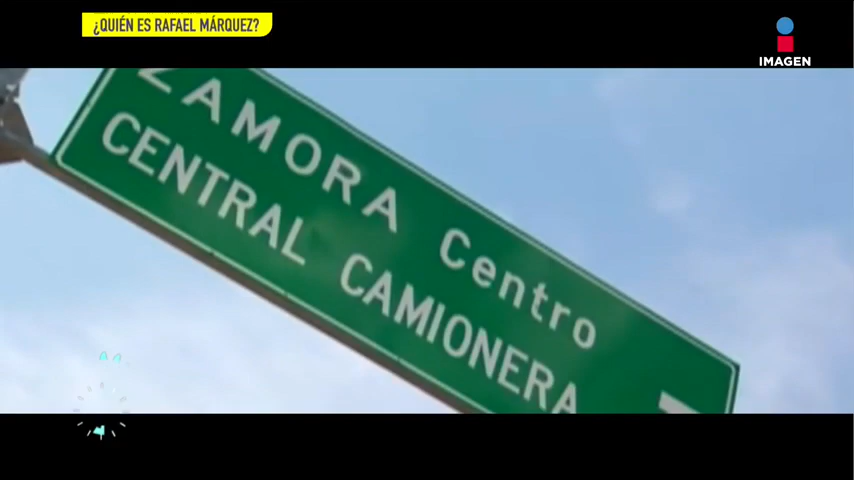 ¿QUIÉN ES RAFAEL MÁRQUEZ?
IMAGEN
ZAMORA Centro
CENTRAL CAMIONERA